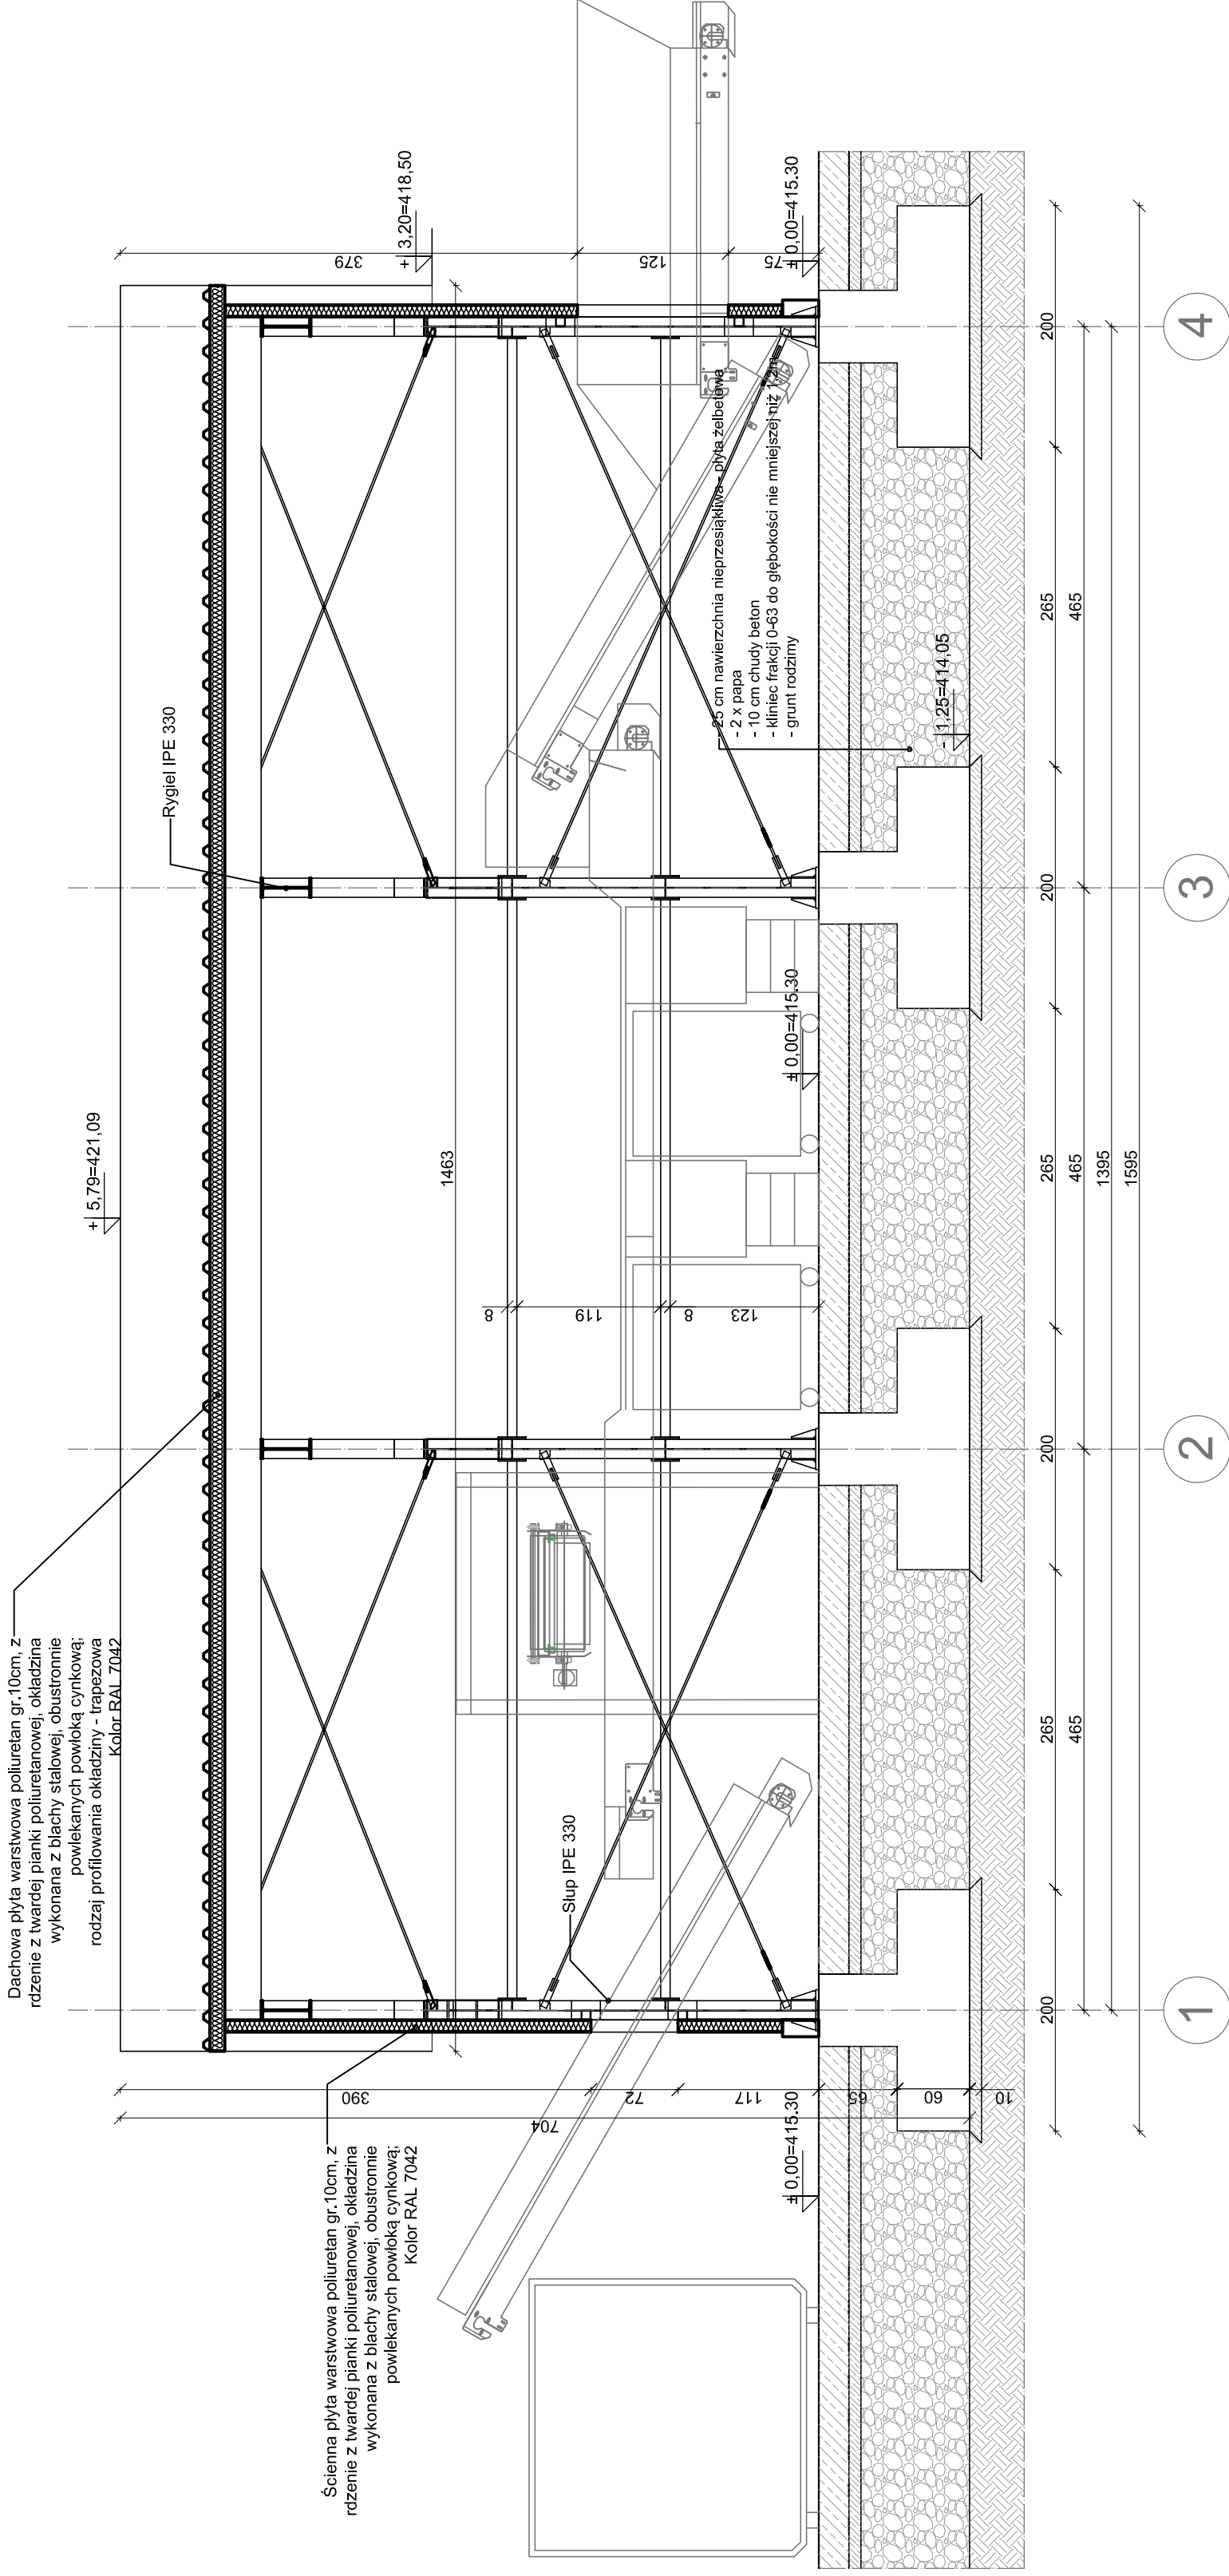 Dachowa płyta warstwowa poliuretan gr.10cm, z
rdzenie z twardej pianki poliuretanowej, okładzina
wykonana z blachy stalowej, obustronnie
powlekanych powłoką cynkową;
rodzaj profilowania okładziny - trapezowa
Kolor RAL 7042
+ 5,79=421,09
Rygiel IPE 330
Ścienna płyta warstwowa poliuretan gr.10cm, z
rdzenie z twardej pianki poliuretanowej, okładzina
wykonana z blachy stalowej, obustronnie
powlekanych powłoką cynkową;
Kolor RAL 7042
Słup IPE 330
+ 3,20=418,50
379
125
75
± 0,00=415.30
1463
8
119
8
123
± 0,00=415.30
- 25 cm nawierzchnia nieprzesiąkliwa - płyta żelbetowa
- 2 x papa
- 10 cm chudy beton
- kliniec frakcji 0-63 do głębokości nie mniejszej niż 1,2m
- grunt rodzimy
- 1,25=414,05
390
72
117
65
60
10
704
± 0,00=415.30
200
265
200
265
200
265
200
465
465
465
1395
1595
1
2
3
4